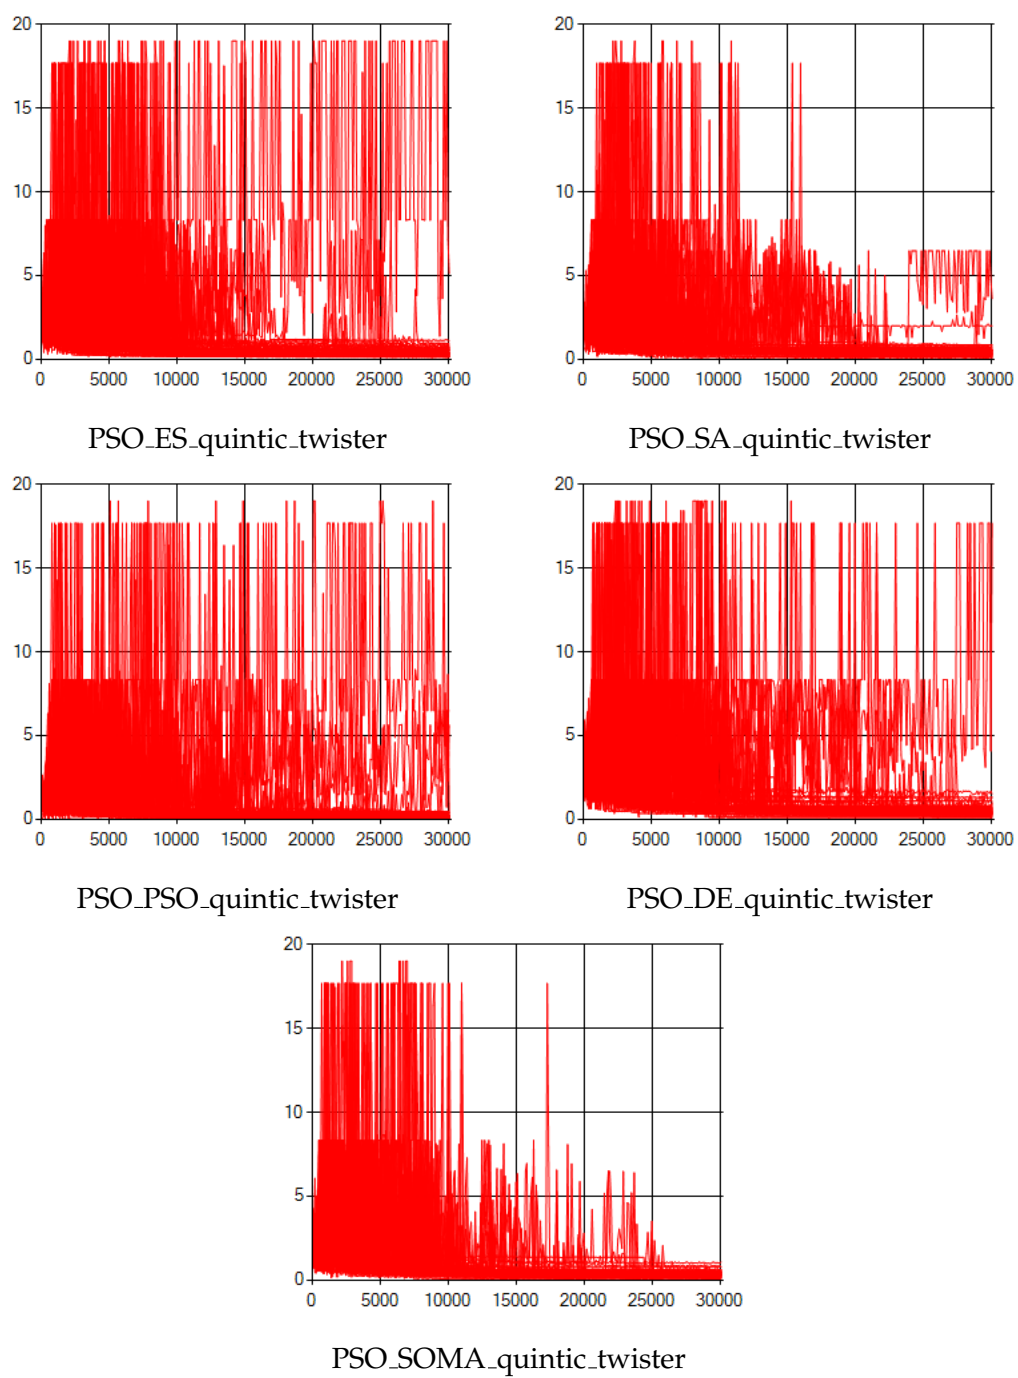 20 20
15 15
10 10
5 5
0 0
0 5000 10000 15000 20000 25000 30000 0 5000 10000 15000 20000 25000 30000
PSO_ES_quintic_twister PSO_SA_quintic_twister
20 20
15 15
10 10
5 5
0 0
0 5000 10000 15000 20000 25000 30000 0 5000 10000 15000 20000 25000 30000
PSO_PSO_quintic_twister PSO_DE_quintic_twister
20
15
10
5
0
0 5000 10000 15000 20000 25000 30000
PSO_SOMA_quintic_twister